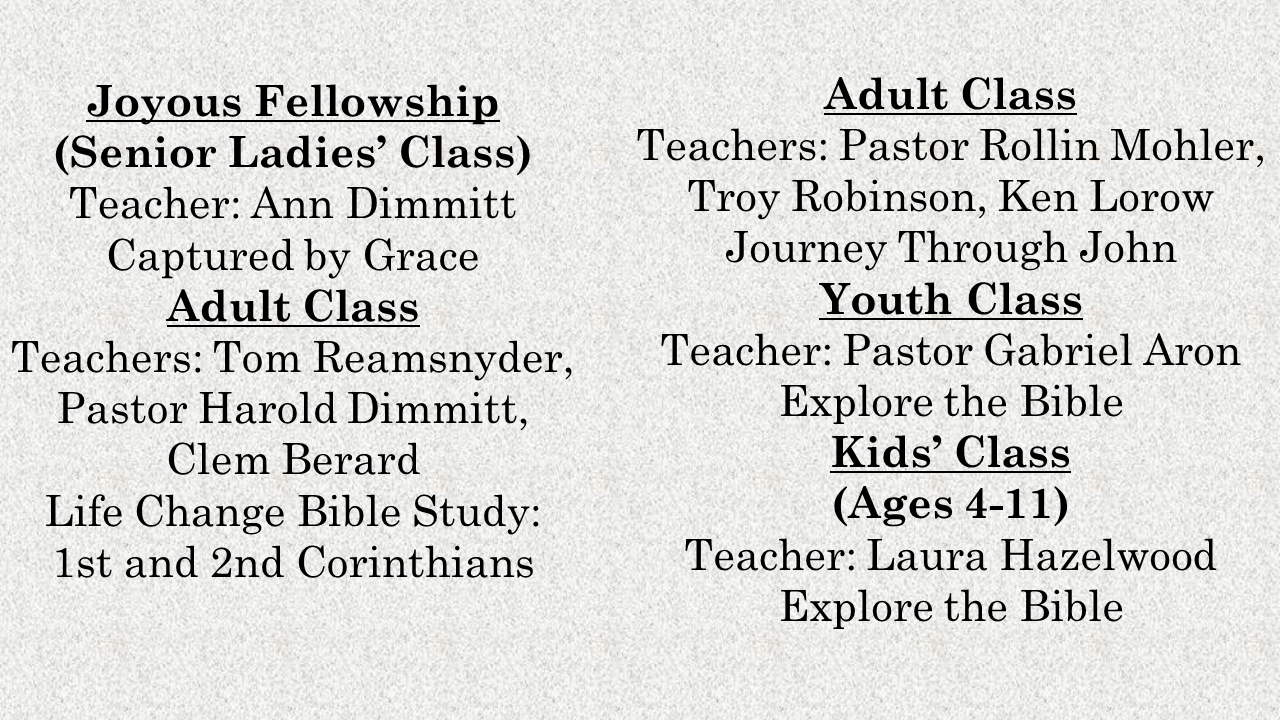 Joyous Fellowship
(Senior Ladies’ Class)
Teacher: Ann Dimmitt
Captured by Grace
Adult Class
Teachers: Tom Reamsnyder,
Pastor Harold Dimmitt,
Clem Berard
Life Change Bible Study:
1st and 2nd Corinthians
Adult Class
Teachers: Pastor Rollin Mohler,
Troy Robinson, Ken Lorow
Journey Through John
Youth Class
Teacher: Pastor Gabriel Aron
Explore the Bible
Kids’ Class
(Ages 4-11)
Teacher: Laura Hazelwood
Explore the Bible